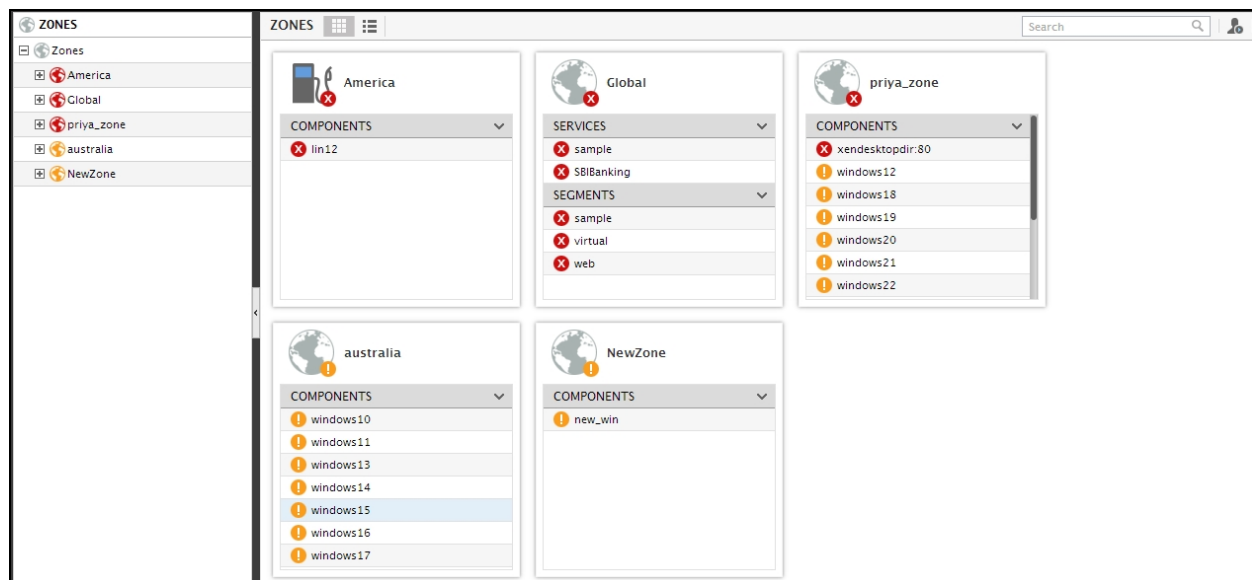 ZONES
Zones
America
Global
priya_zone
australia
NewZone
ZONES
Search
America
COMPONENTS
lin12
Global
SERVICES
sample
SBIBanking
SEGMENTS
sample
virtual
web
priya_zone
COMPONENTS
xendesktopdir:80
windows12
windows18
windows19
windows20
windows21
windows22
australia
COMPONENTS
windows10
windows11
windows13
windows14
windows15
windows16
windows17
NewZone
COMPONENTS
new_win